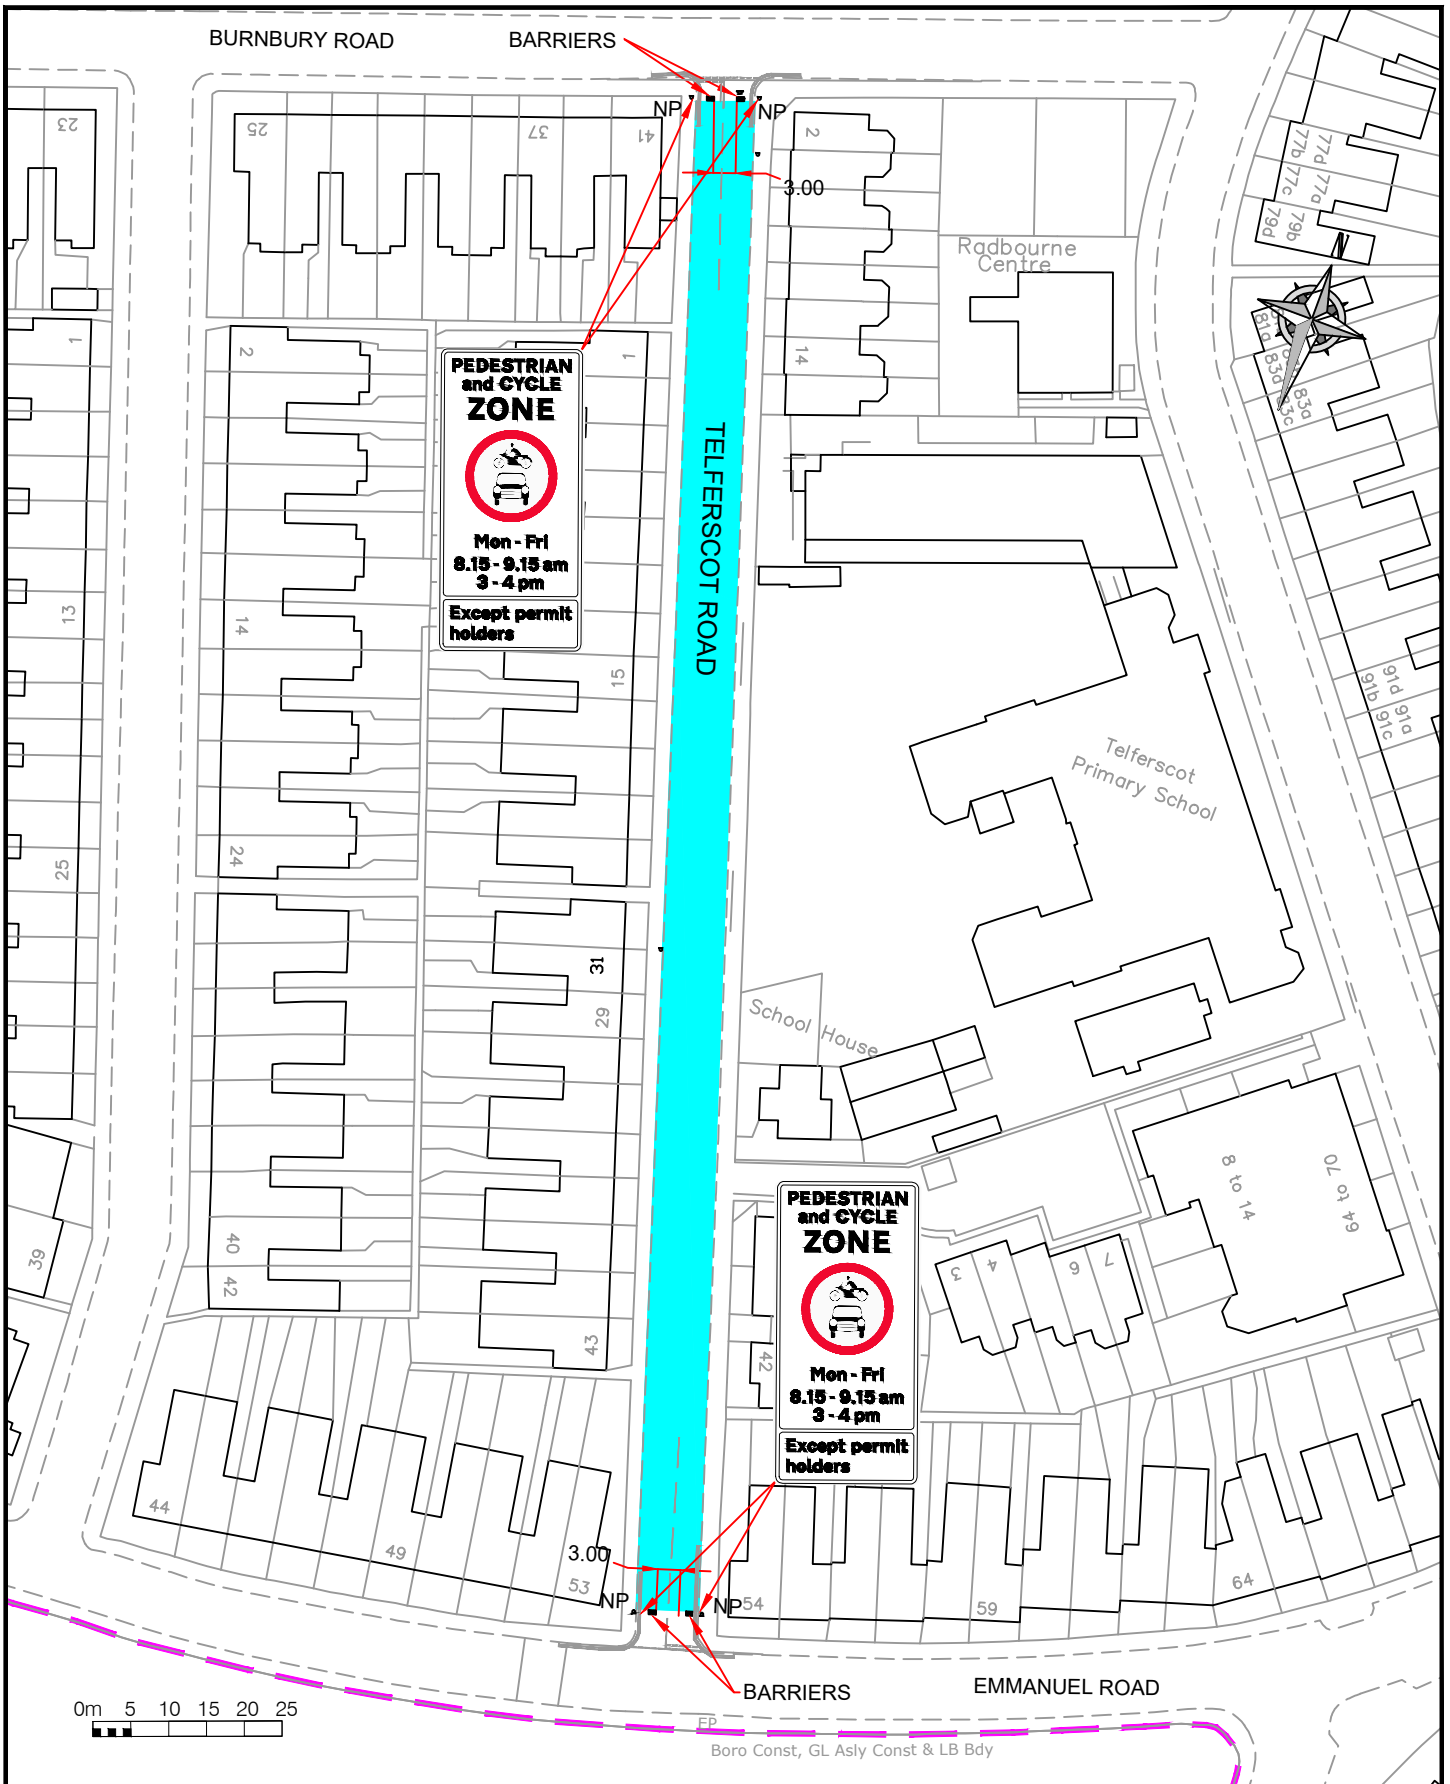 BURNBURY ROAD
BARRIERS
NP
NP
3.00
23
25
37
41
2
77b
77d
77c
77a
79d
79b
Radbourne
Centre
81a
83d
83a
83c
1
2
1
14
PEDESTRIAN
and CYCLE
ZONE
Mon - Fri
8.15 - 9.15 am
3 - 4 pm
Except permit
holders
TELFERSCOT ROAD
13
14
15
91d 91a
91b 91c
Telferscot
Primary School
25
24
31
29
School House
8 to 14
64 to 70
PEDESTRIAN
and CYCLE
ZONE
Mon - Fri
8.15 - 9.15 am
3 - 4 pm
Except permit
holders
39
40
42
43
42
3
4
6
7
44
49
53
3.00
NP
NP
54
59
64
BARRIERS
EMMANUEL ROAD
0m 5 10 15 20 25
FP
Boro Const, GL Asly Const & LB Bdy